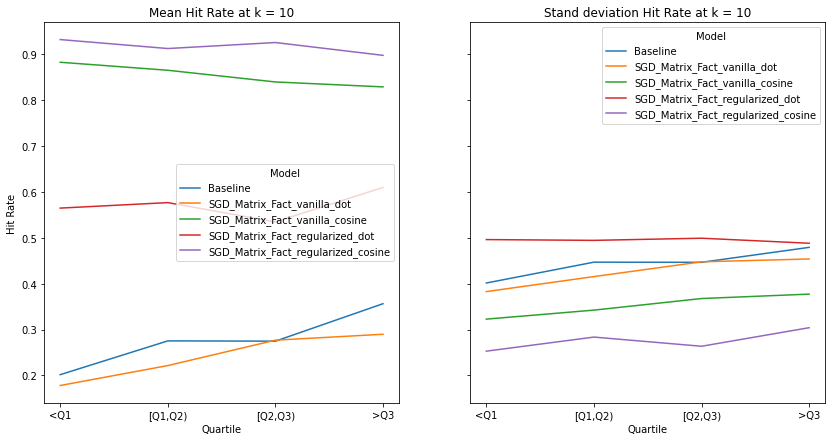 Mean Hit Rate at k = 10
Hit Rate
0.9
0.8
0.7
0.6
0.5
0.4
0.3
0.2
Model
Baseline
SGD_Matrix_Fact_vanilla_dot
SGD_Matrix_Fact_vanilla_cosine
SGD_Matrix_Fact_regularized_dot
SGD_Matrix_Fact_regularized_cosine
<Q1
[Q1,Q2)
[Q2,Q3)
>Q3
Quartile
Stand deviation Hit Rate at k = 10
Model
Baseline
SGD_Matrix_Fact_vanilla_dot
SGD_Matrix_Fact_vanilla_cosine
SGD_Matrix_Fact_regularized_dot
SGD_Matrix_Fact_regularized_cosine
<Q1
[Q1,Q2)
[Q2,Q3)
>Q3
Quartile